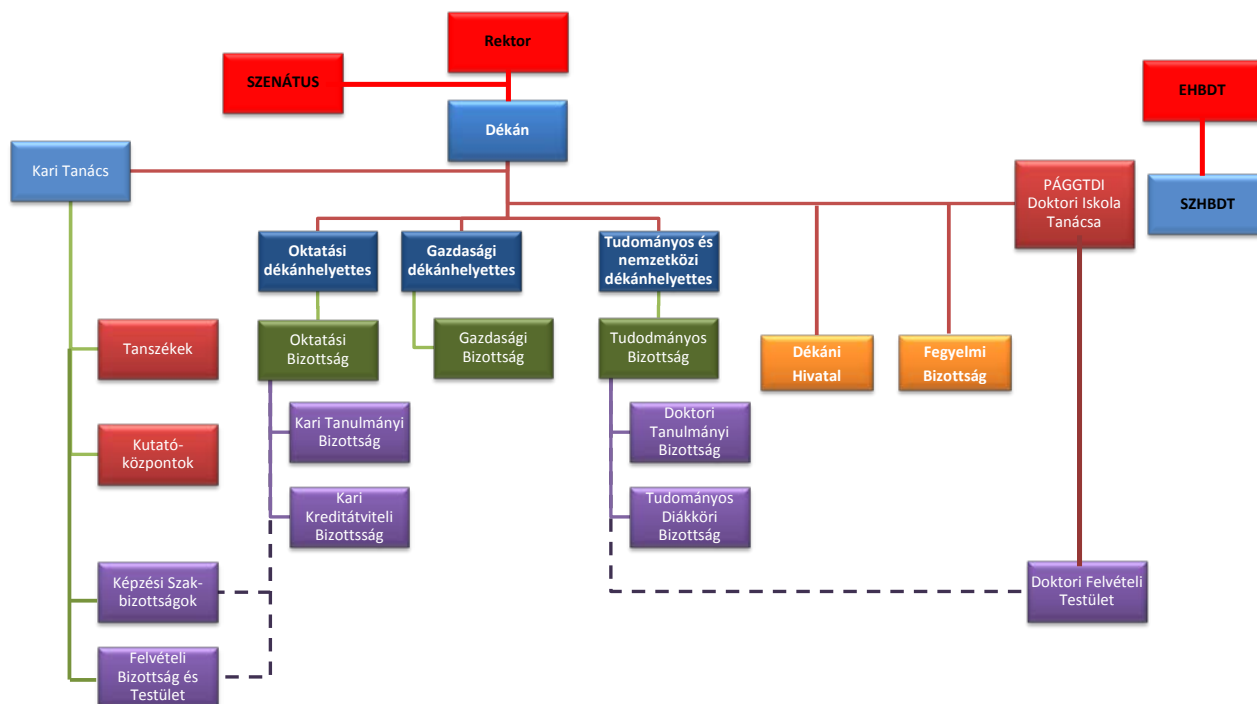 Rektor
SZENÁTUS
EHBDT
Dékán
Kari Tanács
PÁGGTDI
Doktori Iskola
Tanácsa
SZHBDT
Oktatási
dékánhelyettes
Gazdasági
dékánhelyettes
Tudományos és
nemzetközi
dékánhelyettes
Tanszékek
Oktatási
Bizottság
Gazdasági
Bizottság
Tudodmányos
Bizottság
Dékáni
Hivatal
Fegyelmi
Bizottság
Kari Tanulmányi
Bizottság
Doktori
Tanulmányi
Bizottság
Kutató-
központok
Kari
Kreditátviteli
Bizottsság
Tudományos
Diákköri
Bizottság
Képzési Szak-
bizottságok
Doktori Felvételi
Testület
Felvételi
Bizottság és
Testület